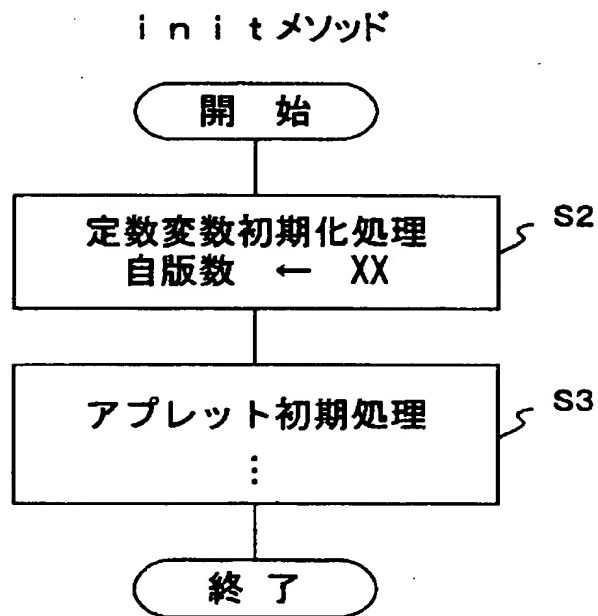 initメソッド
開 始
定数変数初期化処理
自版数 ← XX
S2
アプレット初期処理
⋮
S3
終 了